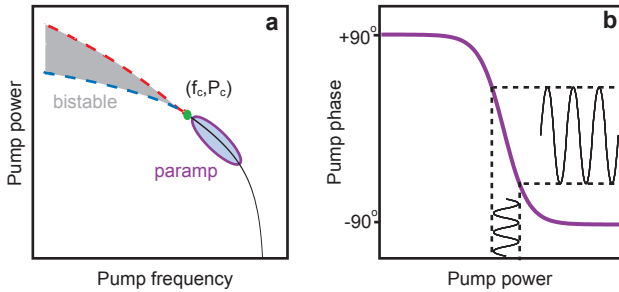 a
Pump power
bistable
(f_c,P_c)
paramp
Pump frequency
b
Pump phase
+90°
-90°
Pump power